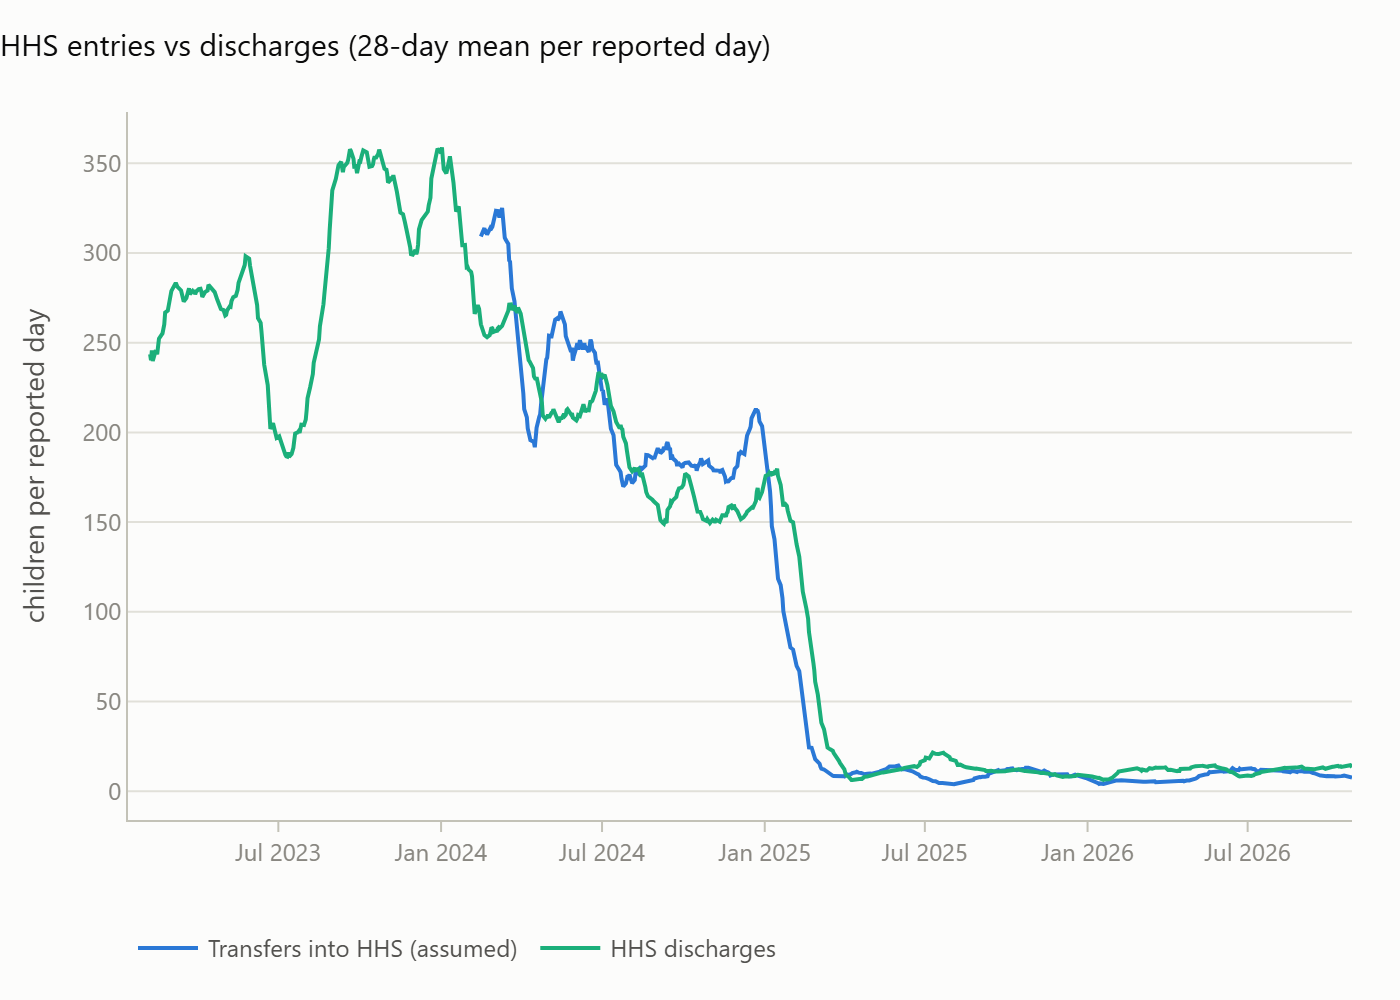 HHS entries vs discharges (28-day mean per reported day)
children per reported day
350
300
250
200
150
100
50
0
Jul 2023 Jan 2024 Jul 2024 Jan 2025 Jul 2025 Jan 2026 Jul 2026
Transfers into HHS (assumed) HHS discharges